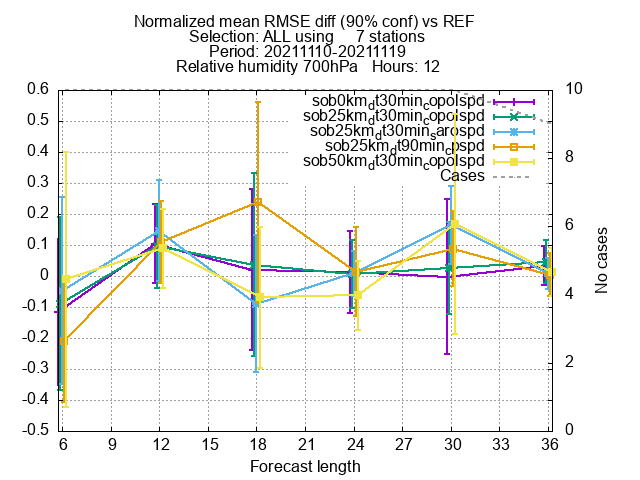 Normalized mean RMSE diff (90% conf) vs REF
Selection: ALL using     7 stations
Period: 20211110-20211119
Relative humidity 700hPa   Hours: 12
sob0km_dt30min_copolspd
sob25km_dt30min_copolspd
sob25km_dt30min_sarospd
sob25km_dt90min_cpspd
sob50km_dt30min_copolspd
Cases
0.6
0.5
0.4
0.3
0.2
0.1
0
-0.1
-0.2
-0.3
-0.4
-0.5
10
8
6
4
2
0
No cases
6 9 12 15 18 21 24 27 30 33 36
Forecast length